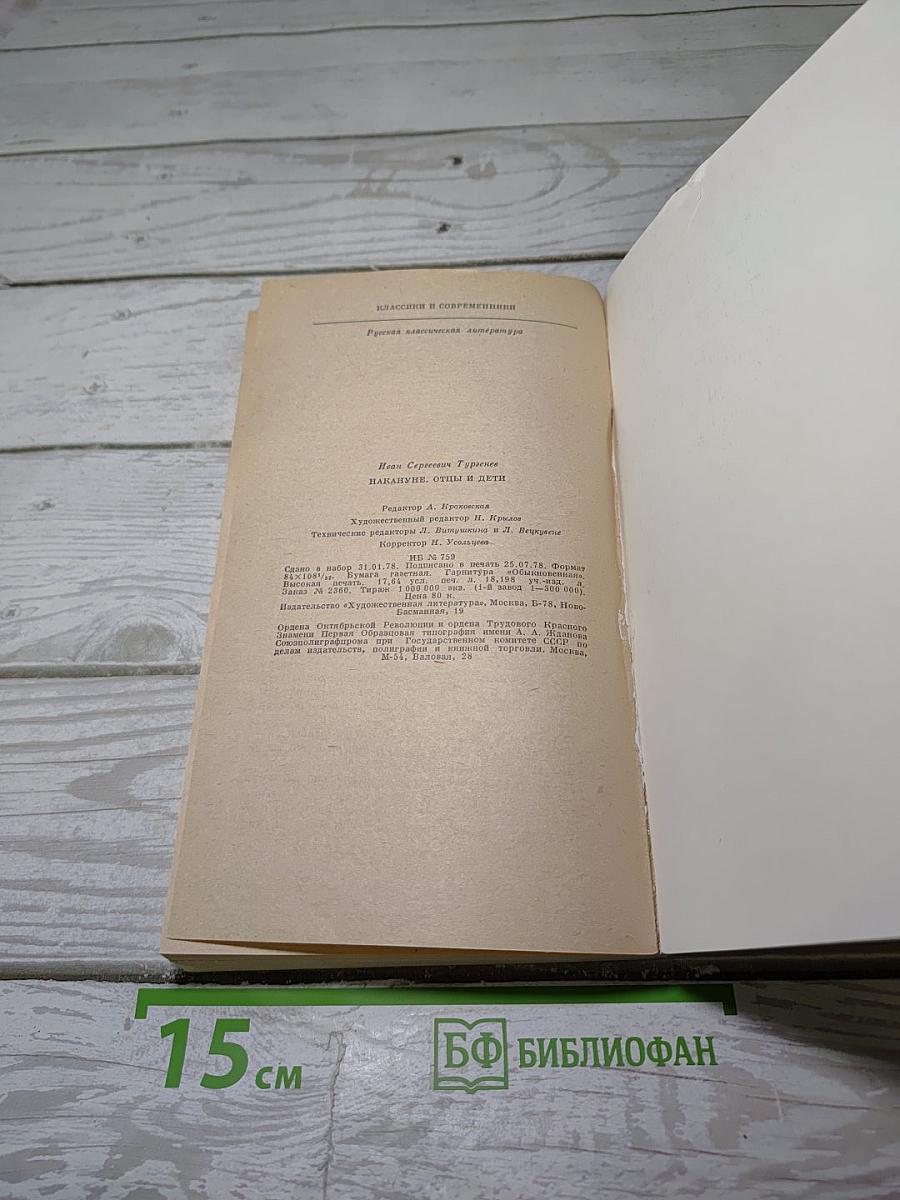 КЛАССИКИ И СОВРЕМЕННИКИ
Русская классическая литература
Иван Сергеевич Тургенев
НАКАНУНЕ. ОТЦЫ И ДЕТИ
Редактор А. Краковская
Художественный редактор Н. Крылов
Технические редакторы Л. Витушкина и Л. Вецкувене
Корректор Н. Усольцева
ИБ № 759
Сдано в набор 31.01.78. Подписано в печать 25.07.78. Формат
84×108¹/₃₂. Бумага газетная. Гарнитура «Обыкновенная».
Высокая печать. 17,64 усл. печ. л. 18,198 уч.-изд. л.
Заказ № 2360. Тираж 1 000 000 экз. (1-й завод 1—300 000).
Цена 80 к.
Издательство «Художественная литература», Москва, Б-78, Ново-
Басманная, 19
Ордена Октябрьской Революции и ордена Трудового Красного
Знамени Первая Образцовая типография имени А. А. Жданова
Союзполиграфпрома при Государственном комитете СССР по
делам издательств, полиграфии и книжной торговли. Москва,
М-54, Валовая, 28
15 см
БФ БИБЛИОФАН